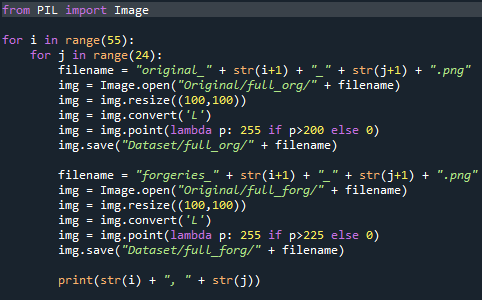 from PIL import Image
for i in range(55):
    for j in range(24):
        filename = "original_" + str(i+1) + "_" + str(j+1) + ".png"
        img = Image.open("Original/full_org/" + filename)
        img = img.resize((100,100))
        img = img.convert('L')
        img = img.point(lambda p: 255 if p>200 else 0)
        img.save("Dataset/full_org/" + filename)
        filename = "forgeries_" + str(i+1) + "_" + str(j+1) + ".png"
        img = Image.open("Original/full_forg/" + filename)
        img = img.resize((100,100))
        img = img.convert('L')
        img = img.point(lambda p: 255 if p>225 else 0)
        img.save("Dataset/full_forg/" + filename)
        print(str(i) + ", " + str(j))